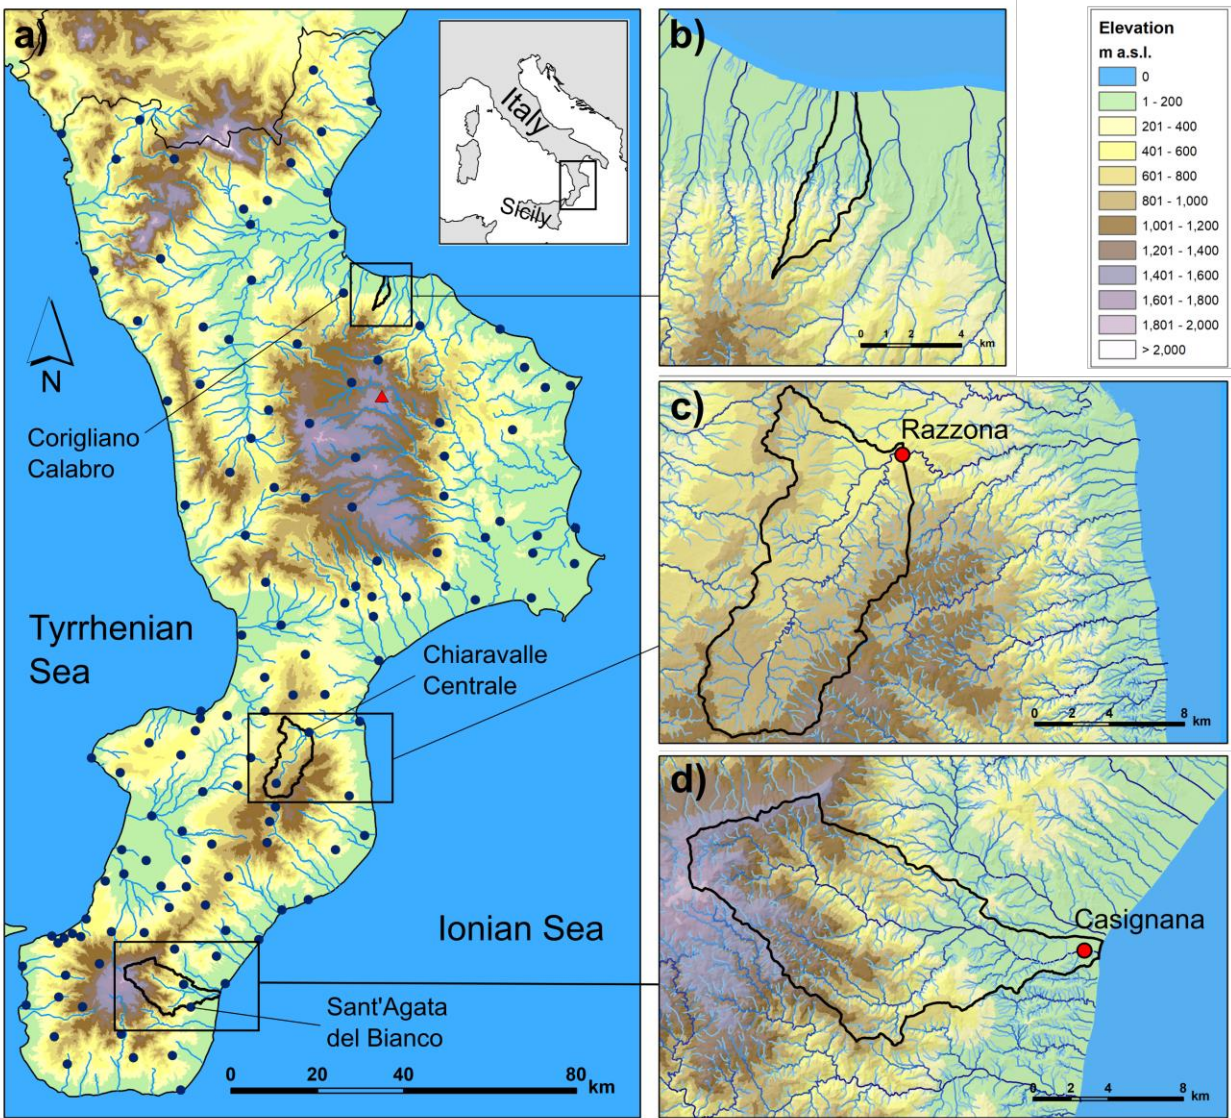 a)
Italy
Sicily
N
Corigliano
Calabro
Tyrrhenian
Sea
Chiaravalle
Centrale
Ionian Sea
Sant'Agata
del Bianco
0 20 40 80
km
b)
0 2 4
km
c)
Razzona
0 2 4 8
km
d)
Casignana
0 2 4 8
km
Elevation
m a.s.l.
0
1 - 200
201 - 400
401 - 600
601 - 800
801 - 1,000
1,001 - 1,200
1,201 - 1,400
1,401 - 1,600
1,601 - 1,800
1,801 - 2,000
> 2,000